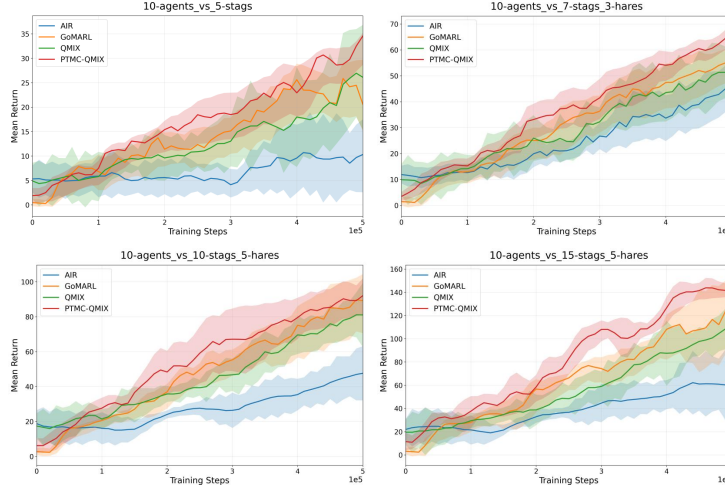 10-agents_vs_5-stags
AIR
GoMARL
QMIX
PTMC-QMIX
35
30
25
20
15
10
5
0
Mean Return
0 1 2 3 4 5
Training Steps
1e5
10-agents_vs_7-stags_3-hares
AIR
GoMARL
QMIX
PTMC-QMIX
70
60
50
40
30
20
10
0
Mean Return
0 1 2 3 4
Training Steps
10-agents_vs_10-stags_5-hares
AIR
GoMARL
QMIX
PTMC-QMIX
100
80
60
40
20
0
Mean Return
0 1 2 3 4 5
Training Steps
1e5
10-agents_vs_15-stags_5-hares
AIR
GoMARL
QMIX
PTMC-QMIX
160
140
120
100
80
60
40
20
0
Mean Return
0 1 2 3 4
Training Steps